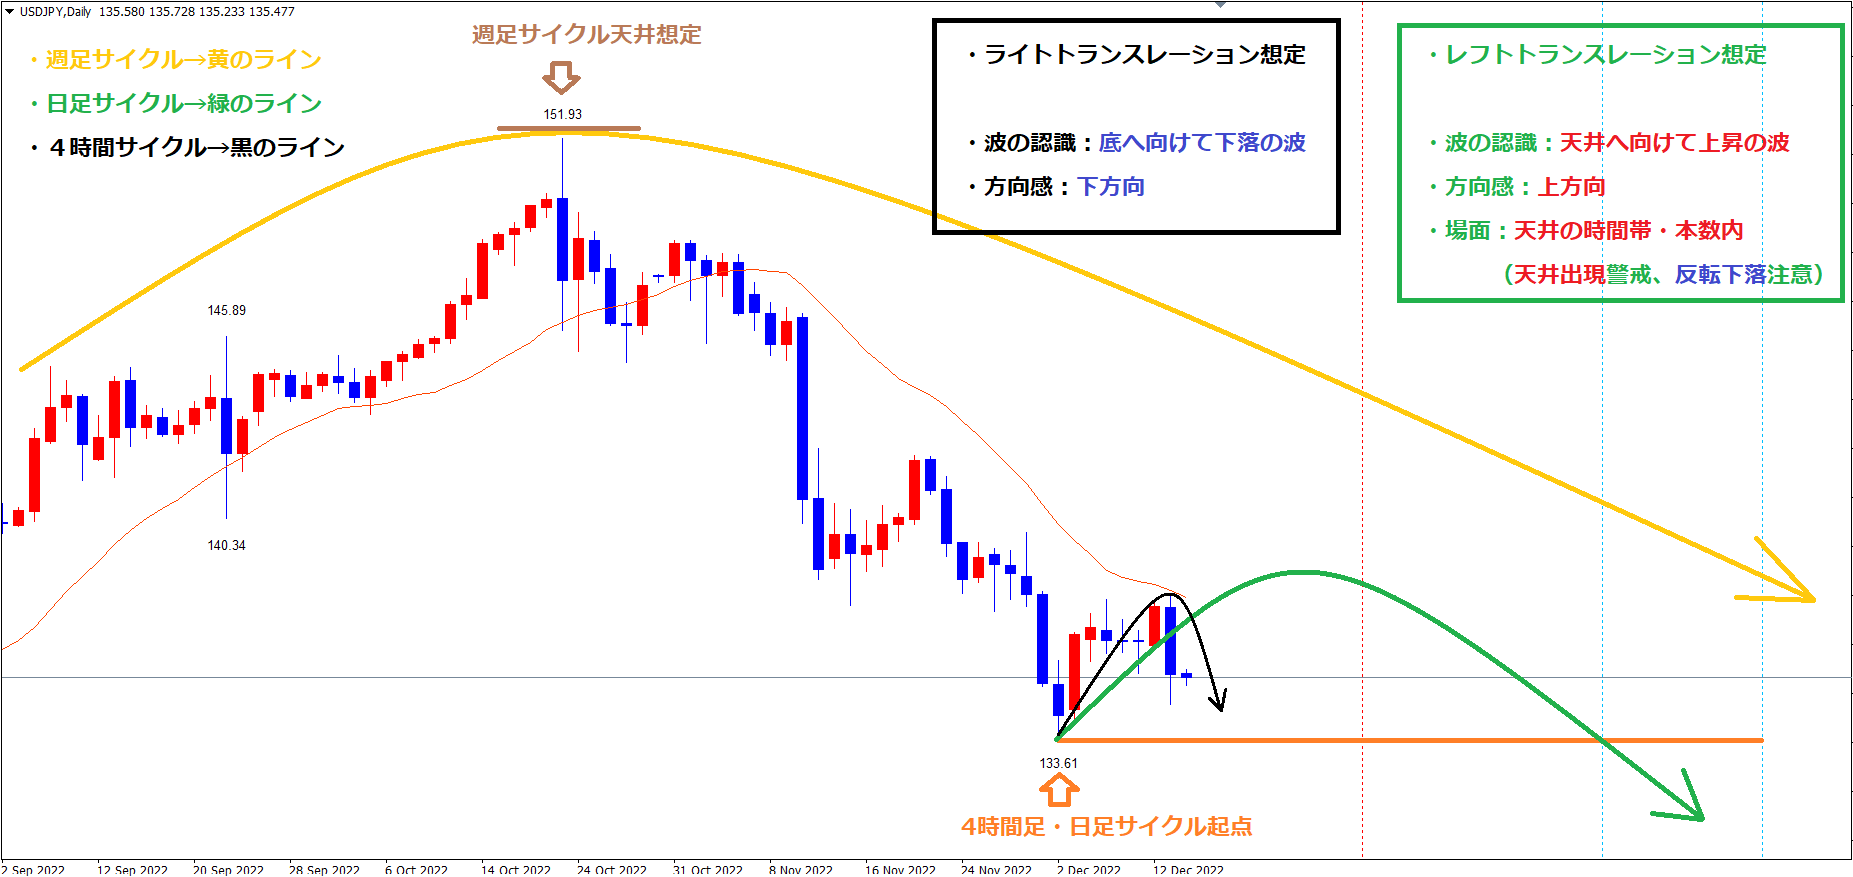 USDJPY,Daily 135.580 135.728 135.233 135.477
・週足サイクル→黄のライン
・日足サイクル→緑のライン
・４時間サイクル→黒のライン
週足サイクル天井想定
151.93
・ライトトランスレーション想定
・波の認識：底へ向けて下落の波
・方向感：下方向
・レフトトランスレーション想定
・波の認識：天井へ向けて上昇の波
・方向感：上方向
・場面：天井の時間帯・本数内
（天井出現警戒、反転下落注意）
145.89
140.34
133.61
4時間足・日足サイクル起点
2 Sep 2022
12 Sep 2022
20 Sep 2022
28 Sep 2022
6 Oct 2022
14 Oct 2022
24 Oct 2022
31 Oct 2022
8 Nov 2022
16 Nov 2022
24 Nov 2022
2 Dec 2022
12 Dec 2022